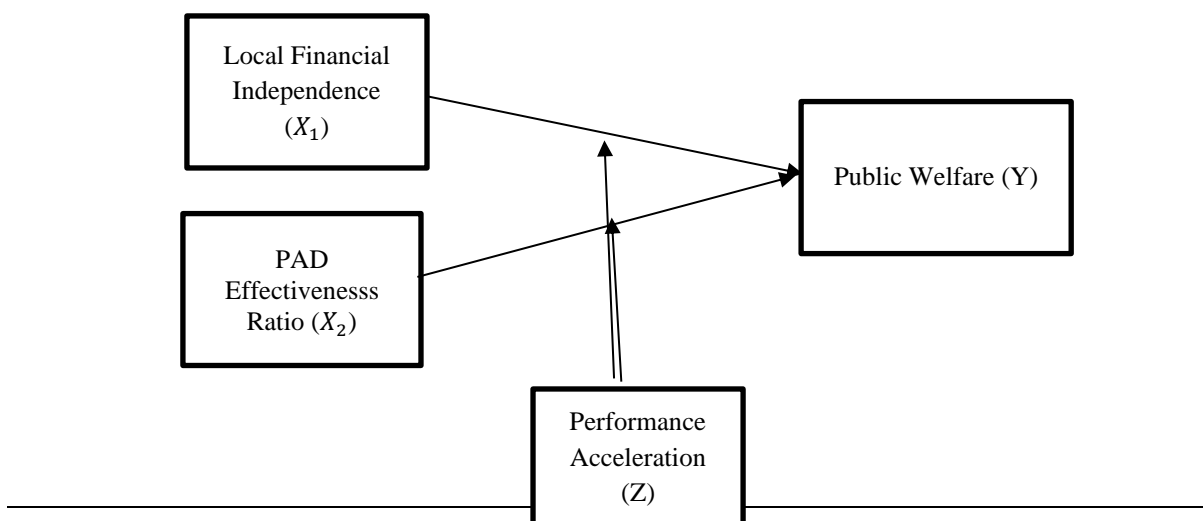 Local Financial
Independence
(𝑋₁)
Public Welfare (Y)
PAD
Effectivenesss
Ratio (𝑋₂)
Performance
Acceleration
(Z)